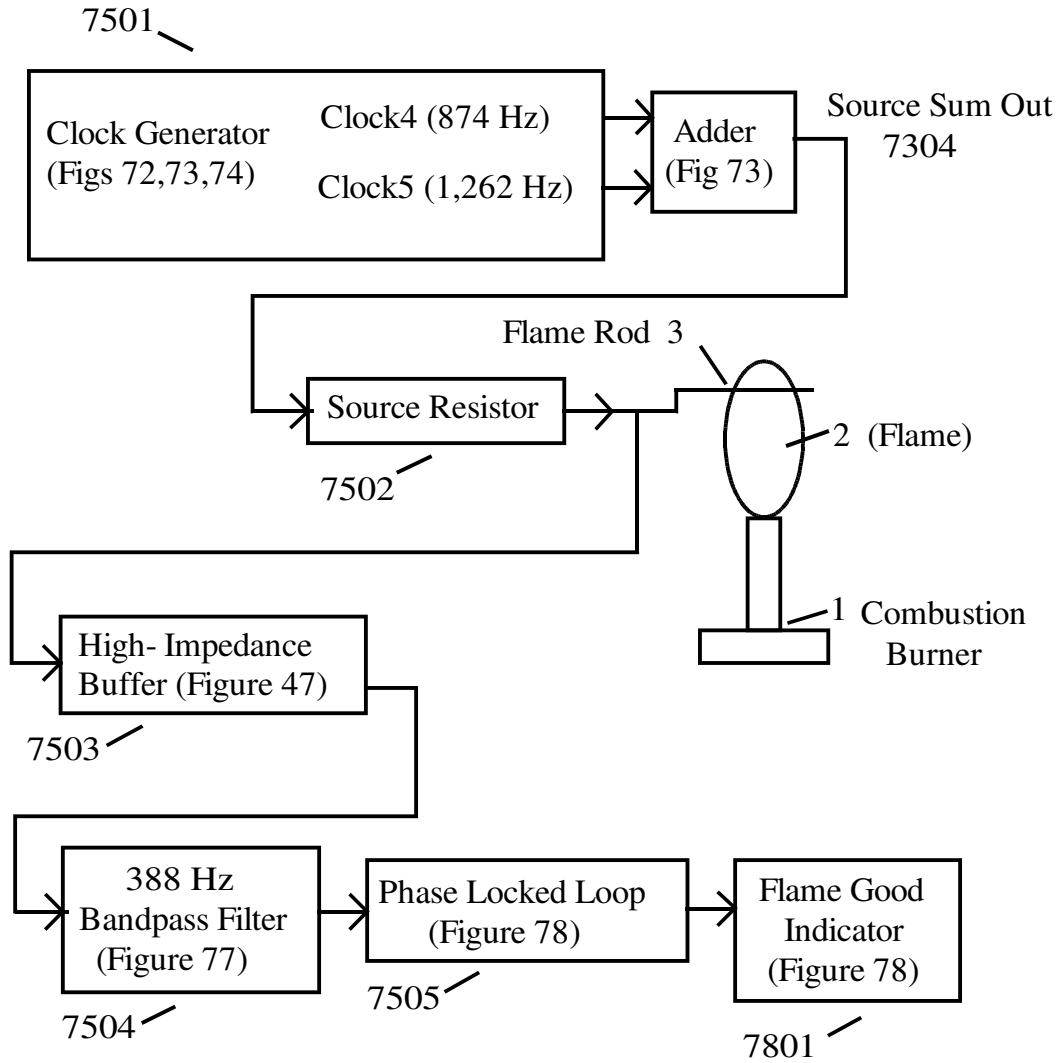 7501
Clock Generator
(Figs 72,73,74)
Clock4 (874 Hz)
Clock5 (1,262 Hz)
Adder
(Fig 73)
Source Sum Out
7304
Flame Rod 3
Source Resistor
7502
2 (Flame)
1 Combustion
Burner
High- Impedance
Buffer (Figure 47)
7503
388 Hz
Bandpass Filter
(Figure 77)
7504
Phase Locked Loop
(Figure 78)
7505
Flame Good
Indicator
(Figure 78)
7801